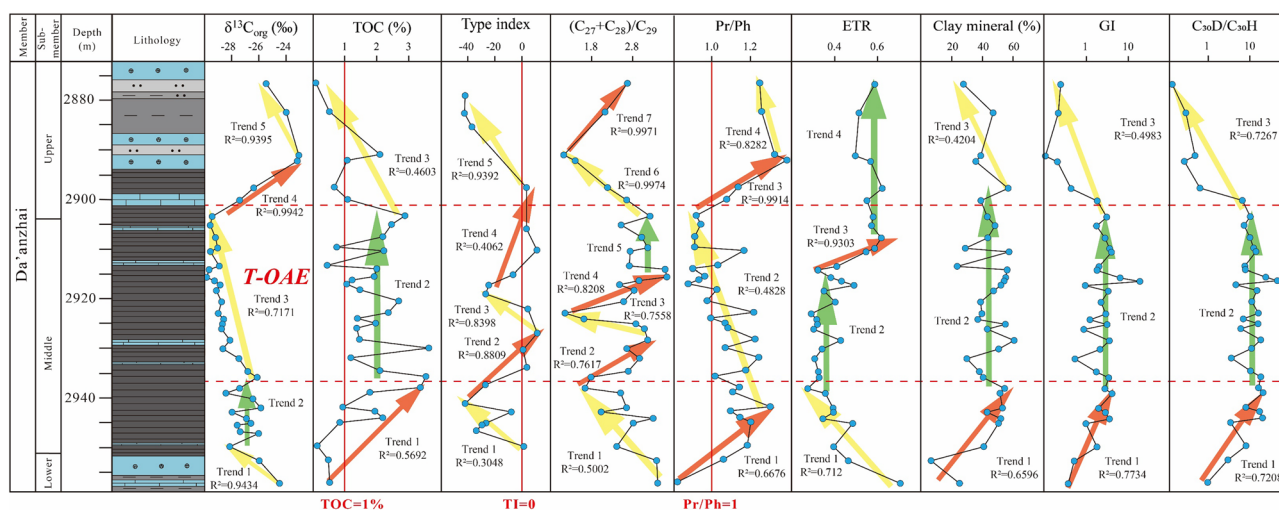 Member
Sub-member
Depth (m)
Lithology
δ¹³Corg (‰)
-28 -26 -24
TOC (%)
1 2 3
Type index
-40 -20 0
(C₂₇+C₂₈)/C₂₉
1.8 2.8
Pr/Ph
1.0 1.2
ETR
0.4 0.6
Clay mineral (%)
20 40 60
GI
1 10
C₃₀D/C₃₀H
1 10
Da'anzhai
Upper
Middle
Lower
2880
2900
2920
2940
Trend 5
R²=0.9395
Trend 4
R²=0.9942
T-OAE
Trend 3
R²=0.7171
Trend 2
Trend 1
R²=0.9434
Trend 3
R²=0.4603
Trend 2
Trend 1
R²=0.5692
TOC=1%
Trend 5
R²=0.9392
Trend 4
R²=0.4062
Trend 3
R²=0.8398
Trend 2
R²=0.8809
Trend 1
R²=0.3048
TI=0
Trend 7
R²=0.9971
Trend 6
R²=0.9974
Trend 5
Trend 4
R²=0.8208
Trend 3
R²=0.7558
Trend 2
R²=0.7617
Trend 1
R²=0.5002
Trend 4
R²=0.8282
Trend 3
R²=0.9914
Trend 2
R²=0.4828
Trend 1
R²=0.6676
Pr/Ph=1
Trend 4
Trend 3
R²=0.9303
Trend 2
Trend 1
R²=0.712
Trend 3
R²=0.4204
Trend 2
Trend 1
R²=0.6596
Trend 3
R²=0.4983
Trend 2
Trend 1
R²=0.7734
Trend 3
R²=0.7267
Trend 2
Trend 1
R²=0.7208